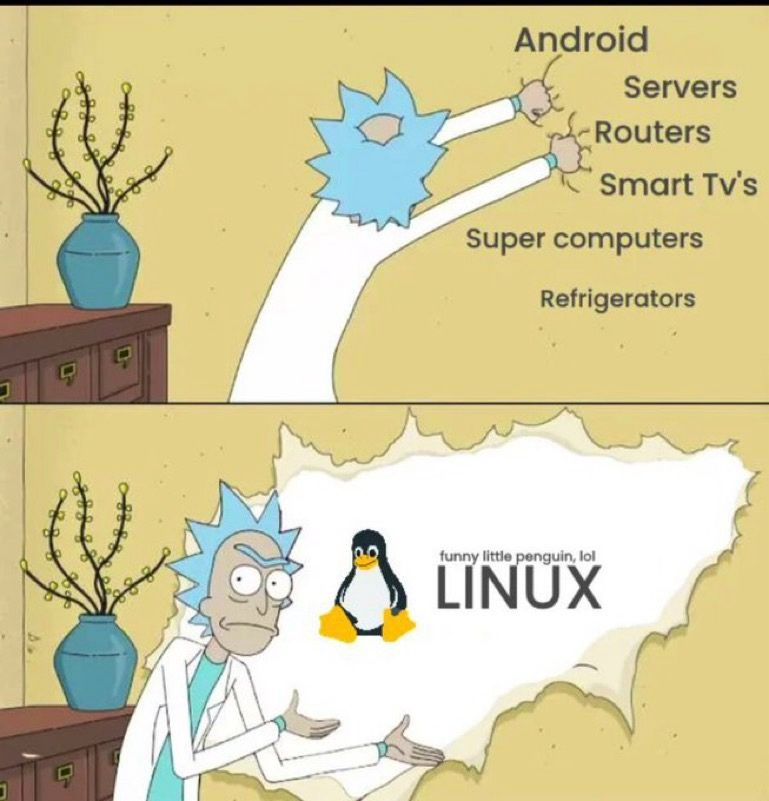 Android
Servers
Routers
Smart Tv's
Super computers
Refrigerators
funny little penguin, lol
LINUX